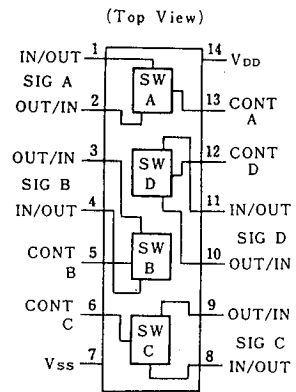 (Top View)
IN/OUT 1 14 VDD
SIG A SW A
OUT/IN 2 13 CONT A
OUT/IN 3 12 CONT D
SIG B SW D
IN/OUT 4 11 IN/OUT
SIG D
CONT B 5 SW B 10 OUT/IN
CONT C 6 9 OUT/IN
SW C SIG C
VSS 7 8 IN/OUT